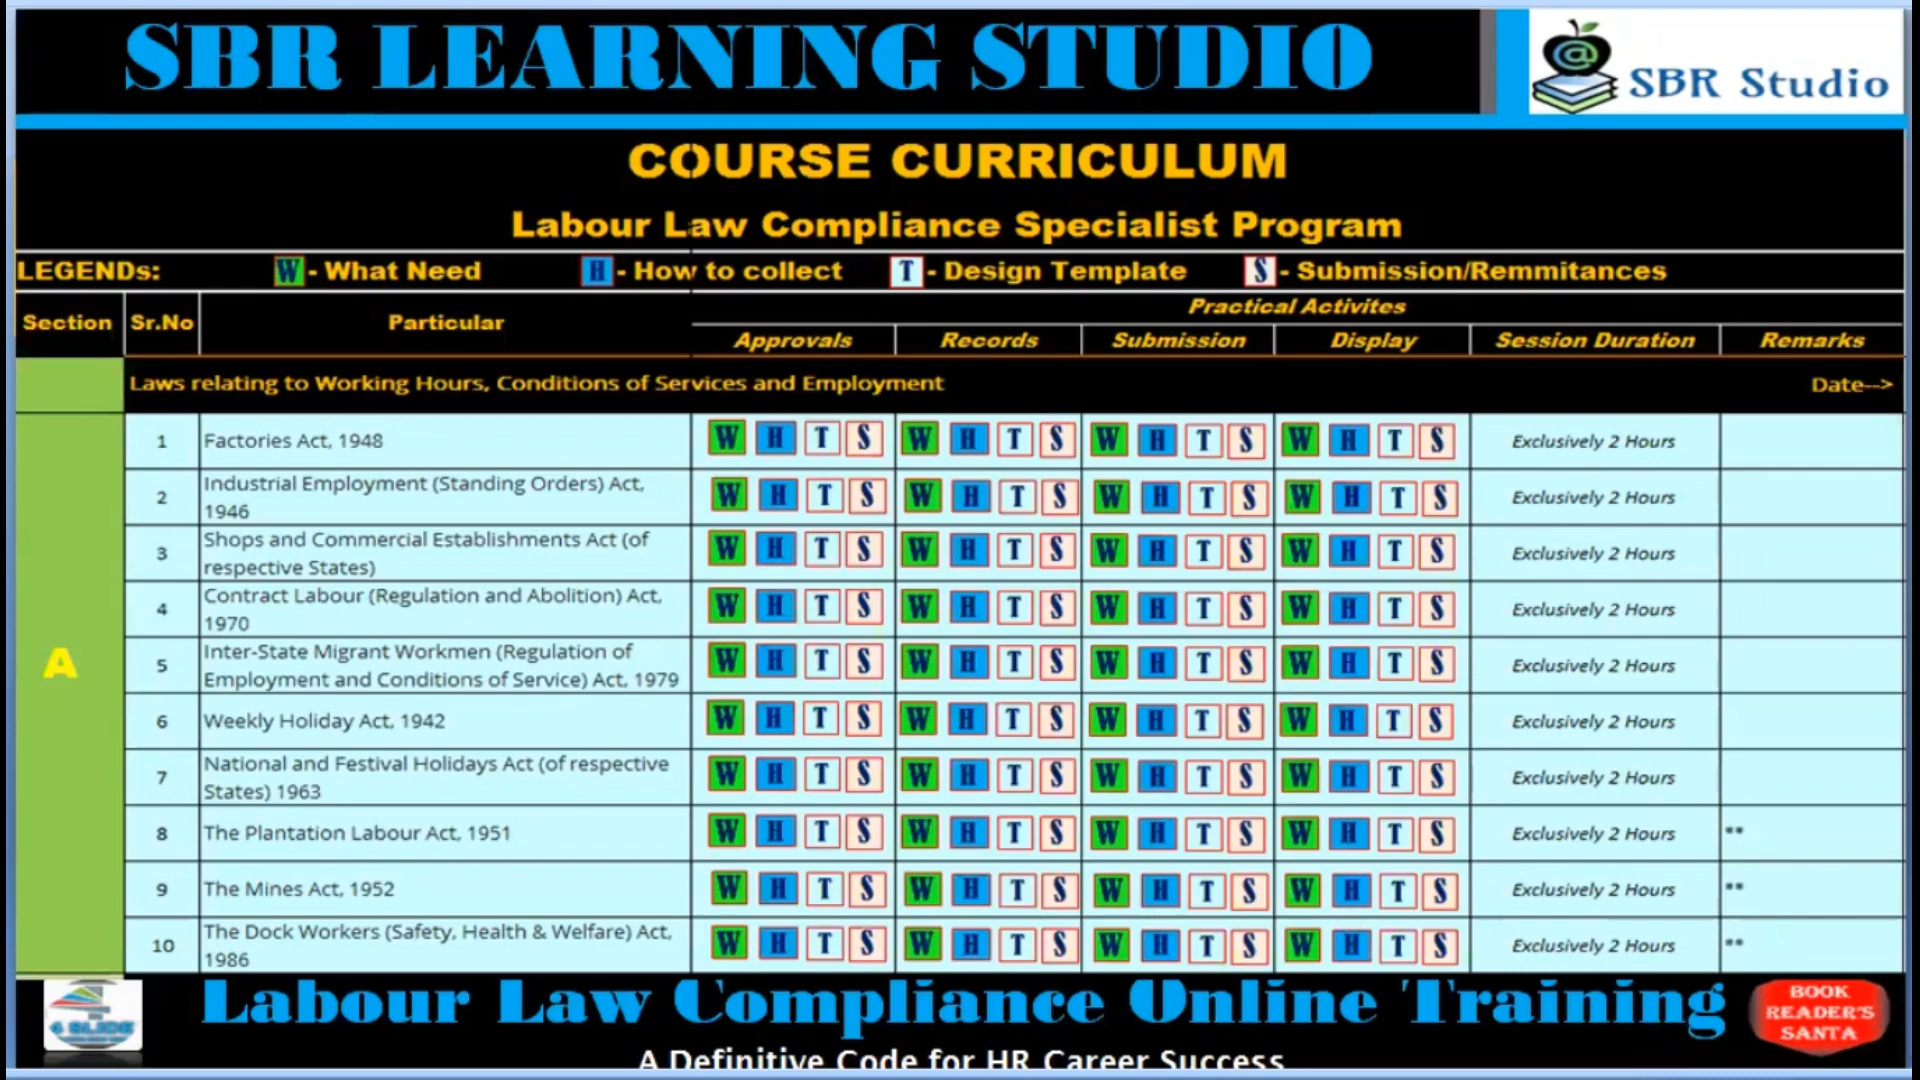 SBR LEARNING STUDIO
@ SBR Studio
COURSE CURRICULUM
Labour Law Compliance Specialist Program
LEGENDs: W - What Need H - How to collect T - Design Template S - Submission/Remmitances
Section Sr.No Particular Practical Activites
Approvals Records Submission Display Session Duration Remarks
Laws relating to Working Hours, Conditions of Services and Employment Date-->
A
1 Factories Act, 1948 W H T S W H T S W H T S W H T S Exclusively 2 Hours
2 Industrial Employment (Standing Orders) Act,
1946 W H T S W H T S W H T S W H T S Exclusively 2 Hours
3 Shops and Commercial Establishments Act (of
respective States) W H T S W H T S W H T S W H T S Exclusively 2 Hours
4 Contract Labour (Regulation and Abolition) Act,
1970 W H T S W H T S W H T S W H T S Exclusively 2 Hours
5 Inter-State Migrant Workmen (Regulation of
Employment and Conditions of Service) Act, 1979 W H T S W H T S W H T S W H T S Exclusively 2 Hours
6 Weekly Holiday Act, 1942 W H T S W H T S W H T S W H T S Exclusively 2 Hours
7 National and Festival Holidays Act (of respective
States) 1963 W H T S W H T S W H T S W H T S Exclusively 2 Hours
8 The Plantation Labour Act, 1951 W H T S W H T S W H T S W H T S Exclusively 2 Hours **
9 The Mines Act, 1952 W H T S W H T S W H T S W H T S Exclusively 2 Hours **
10 The Dock Workers (Safety, Health & Welfare) Act,
1986 W H T S W H T S W H T S W H T S Exclusively 2 Hours **
4 SLIDE
Labour Law Compliance Online Training
BOOK
READER'S
SANTA
A Definitive Code for HR Career Success